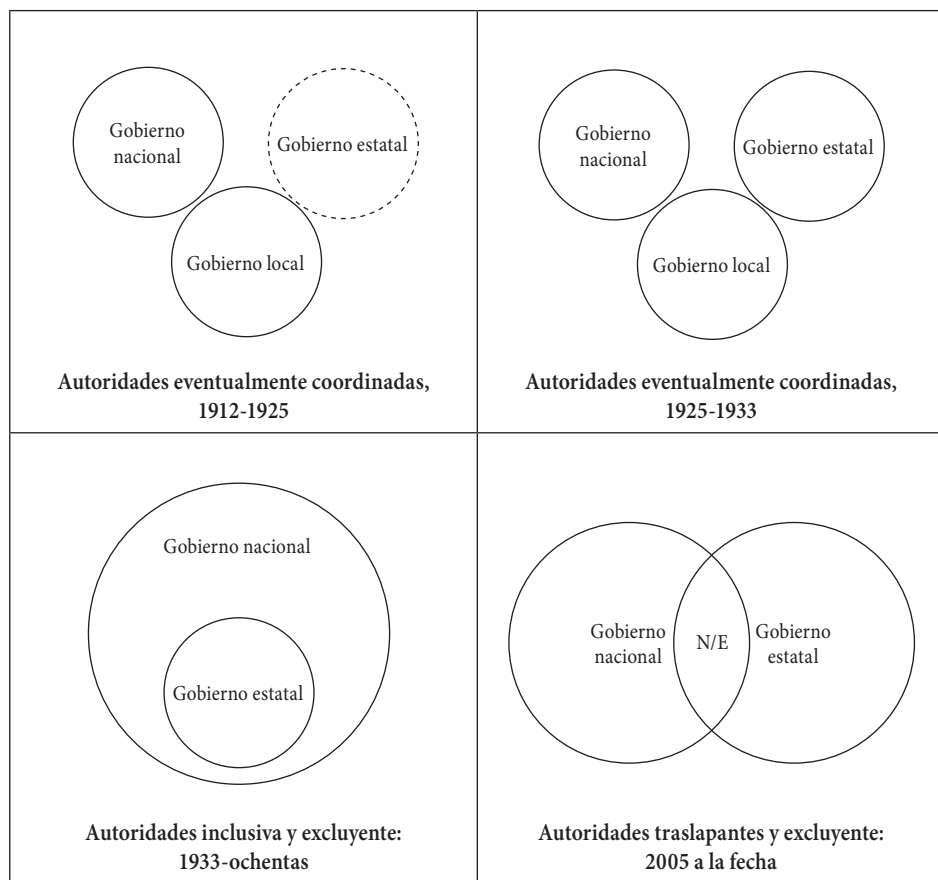 Gobierno
nacional
Gobierno estatal
Gobierno local
Autoridades eventualmente coordinadas,
1912-1925
Gobierno
nacional
Gobierno estatal
Gobierno local
Autoridades eventualmente coordinadas,
1925-1933
Gobierno nacional
Gobierno estatal
Autoridades inclusiva y excluyente:
1933-ochentas
Gobierno
nacional
N/E
Gobierno
estatal
Autoridades traslapantes y excluyente:
2005 a la fecha